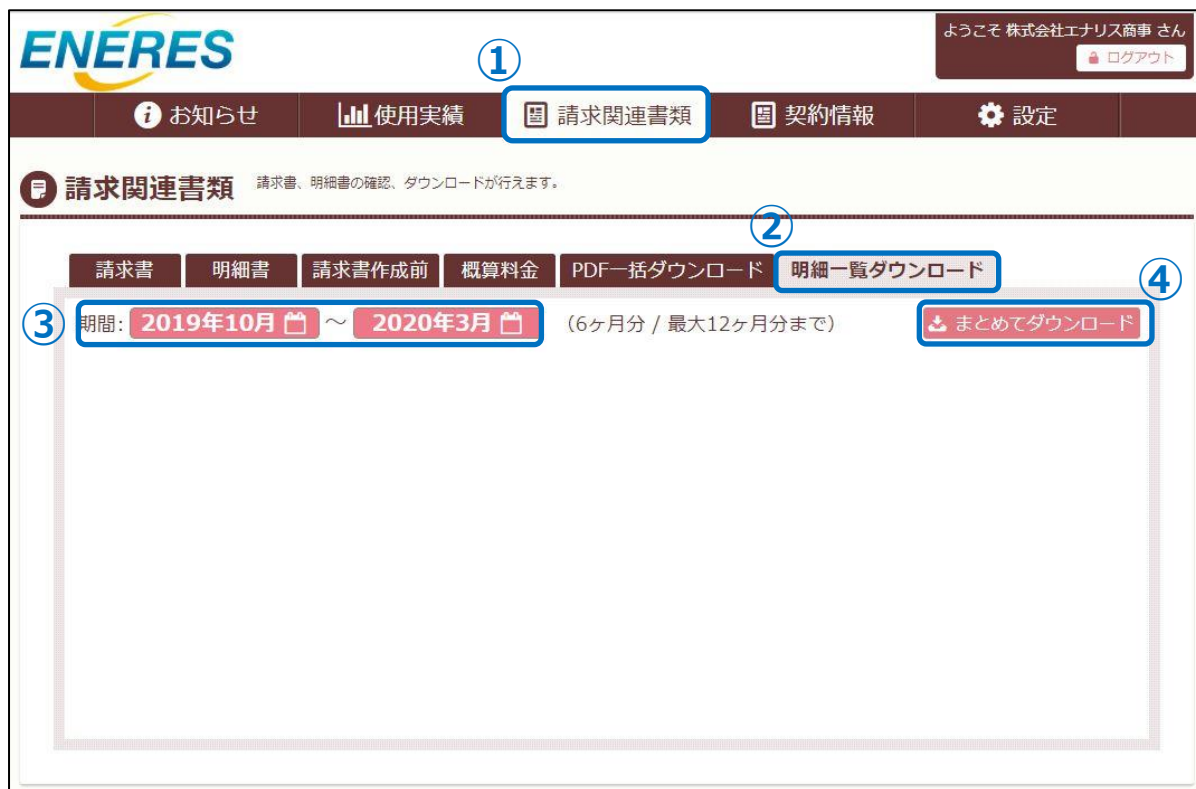 ENERES
ようこそ 株式会社エナリス商事 さん
ログアウト
①
お知らせ 使用実績 請求関連書類 契約情報 設定
請求関連書類 請求書、明細書の確認、ダウンロードが行えます。
②
請求書 明細書 請求書作成前 概算料金 PDF一括ダウンロード 明細一覧ダウンロード
④
③ 期間: 2019年10月 ～ 2020年3月 （6ヶ月分 / 最大12ヶ月分まで） まとめてダウンロード